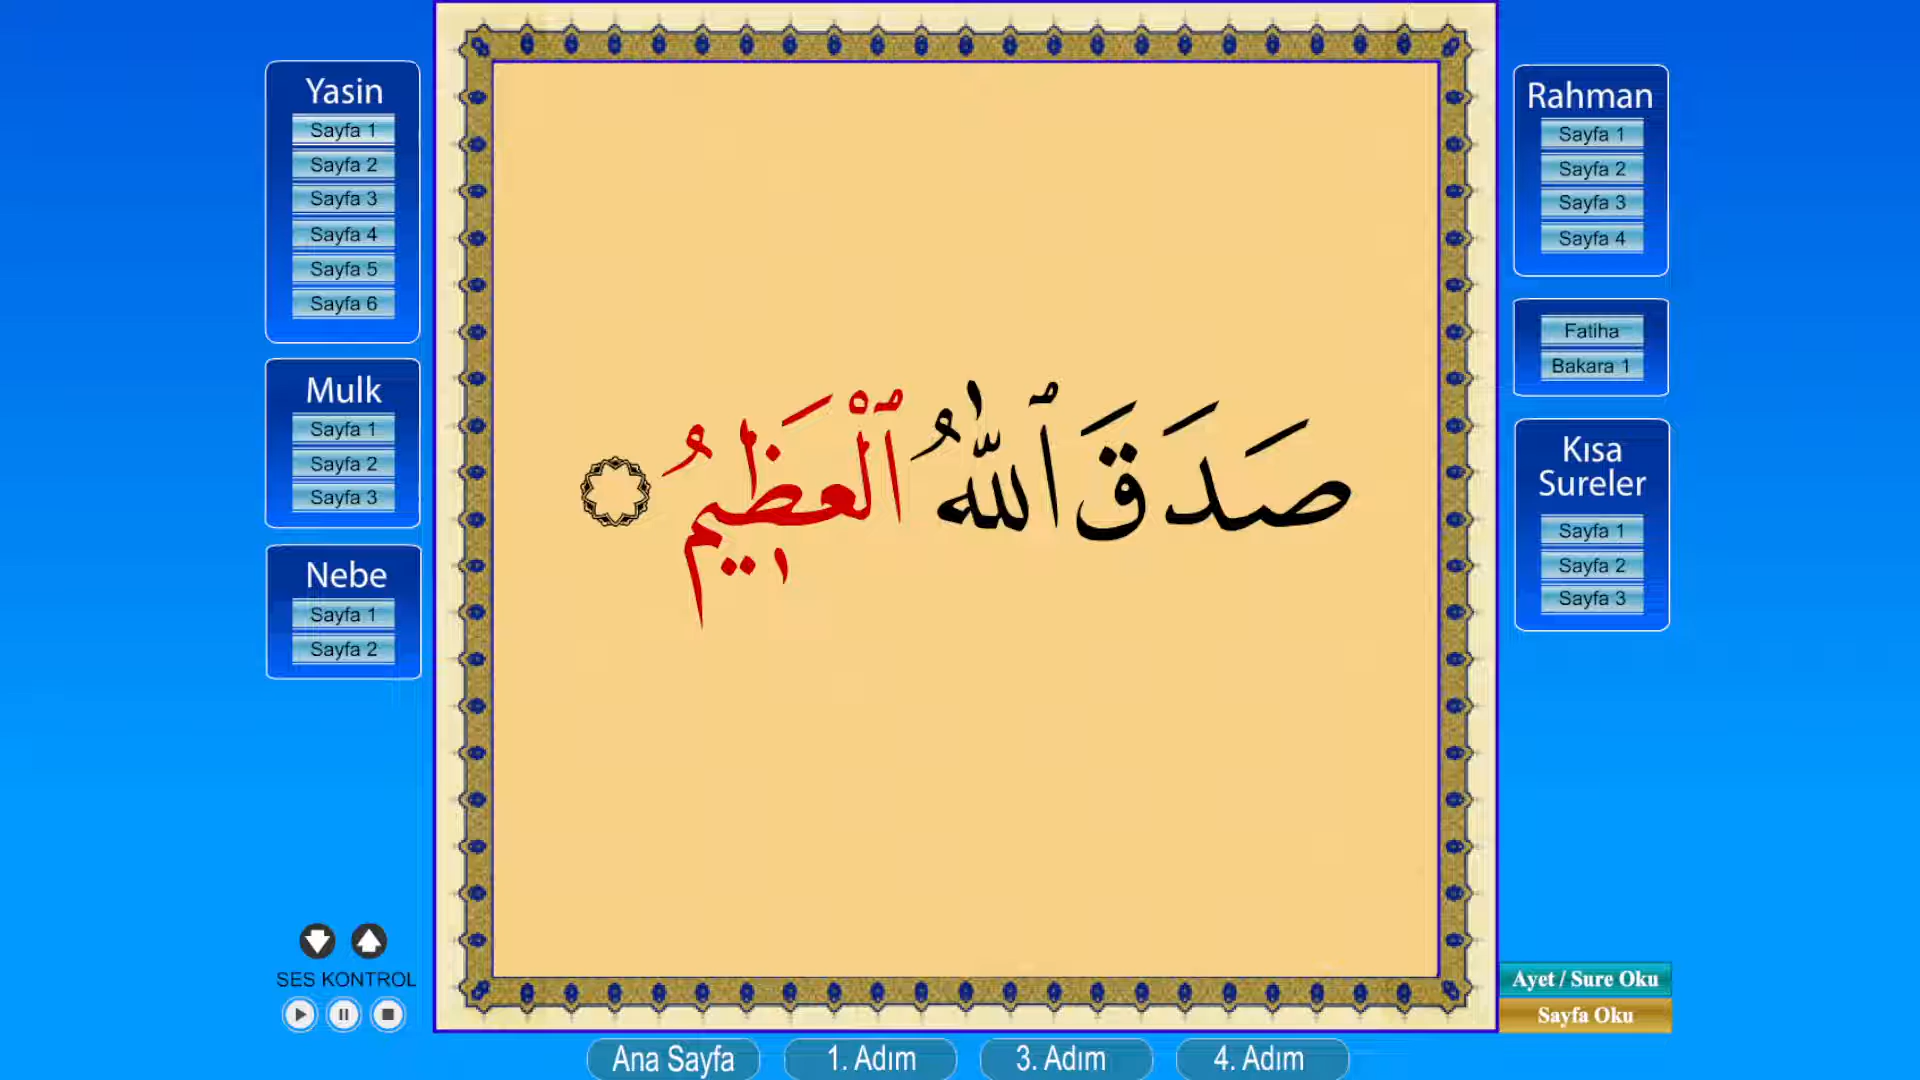 Yasin
Sayfa 1
Sayfa 2
Sayfa 3
Sayfa 4
Sayfa 5
Sayfa 6
Mulk
Sayfa 1
Sayfa 2
Sayfa 3
Nebe
Sayfa 1
Sayfa 2
SES KONTROL
صَدَقَ ٱللّٰهُ ٱلْعَظٖيمُ
Rahman
Sayfa 1
Sayfa 2
Sayfa 3
Sayfa 4
Fatiha
Bakara 1
Kısa
Sureler
Sayfa 1
Sayfa 2
Sayfa 3
Ayet / Sure Oku
Sayfa Oku
Ana Sayfa
1. Adım
3. Adım
4. Adım